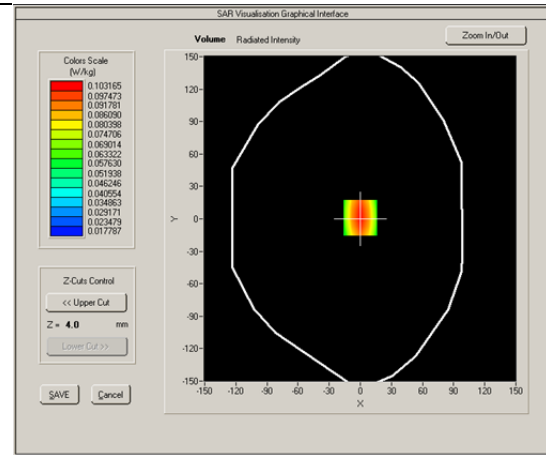 SAR Visualisation Graphical Interface
Volume Radiated Intensity
Zoom In/Out
Colors Scale
(W/kg)
0.103165
0.097473
0.091781
0.086090
0.080398
0.074706
0.069014
0.063322
0.057630
0.051938
0.046246
0.040554
0.034863
0.029171
0.023479
0.017787
Z-Cuts Control
<< Upper Cut
Z = 4.0 mm
Lower Cut >>
SAVE Cancel
150-
120-
90-
60-
30-
0-
-30-
-60-
-90-
-120-
-150-
Y
-150 -120 -90 -60 -30 0 30 60 90 120 150
X